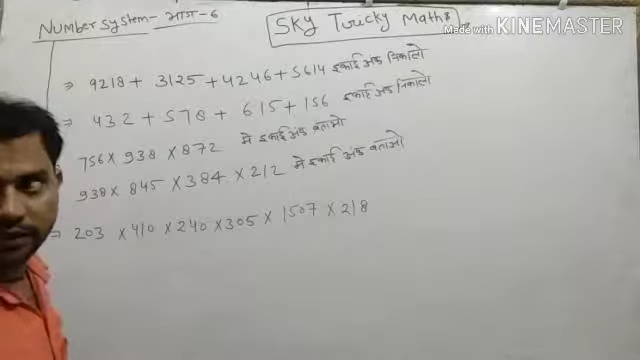 Number System - भाग-6
Sky Tricky Maths
Made with KINEMASTER
⇒ 9218 + 3125 + 4246 + 5614 इकाई अंक निकालो
⇒ 432 + 578 + 615 + 156 इकाई अंक निकालो
756 × 938 × 872 में इकाई अंक बताओ
938 × 845 × 384 × 212 में इकाई अंक बताओ
⇒ 203 × 410 × 240 × 305 × 1507 × 218